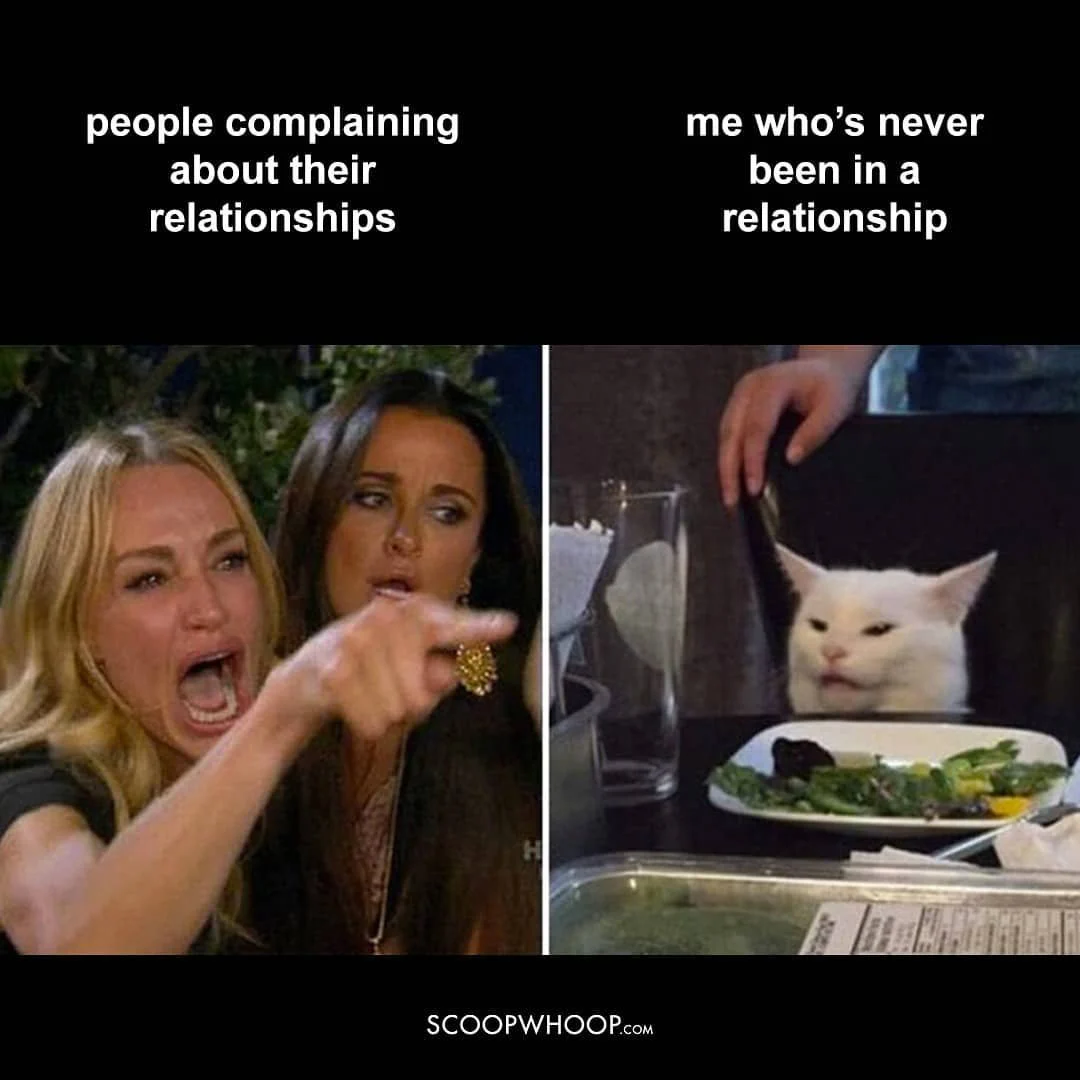 people complaining
about their
relationships
me who's never
been in a
relationship
H
SCOOPWHOOP.COM